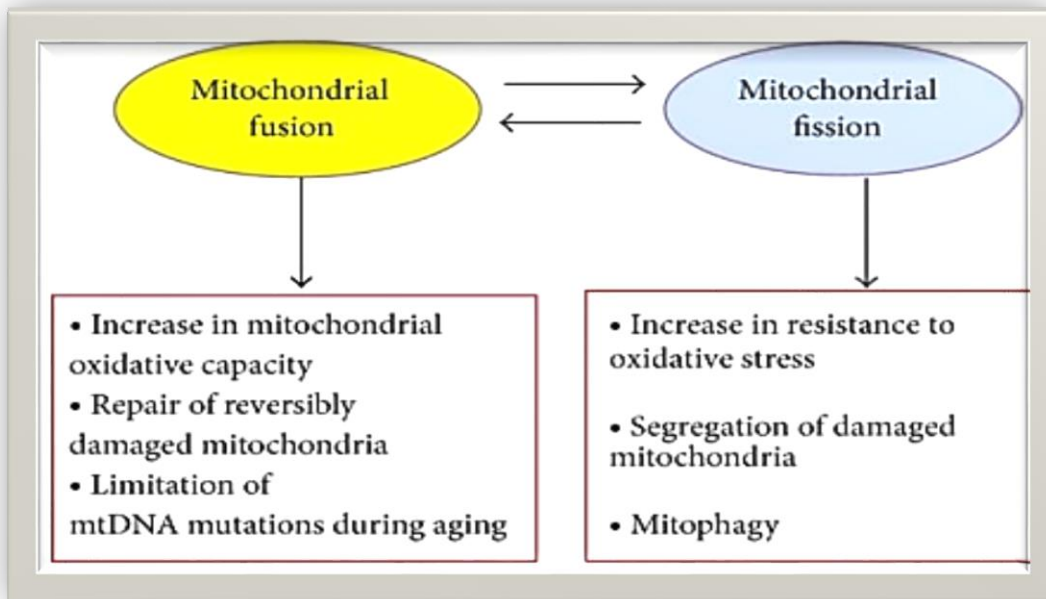 Mitochondrial
fusion
Mitochondrial
fission
• Increase in mitochondrial
oxidative capacity
• Repair of reversibly
damaged mitochondria
• Limitation of
mtDNA mutations during aging
• Increase in resistance to
oxidative stress
• Segregation of damaged
mitochondria
• Mitophagy